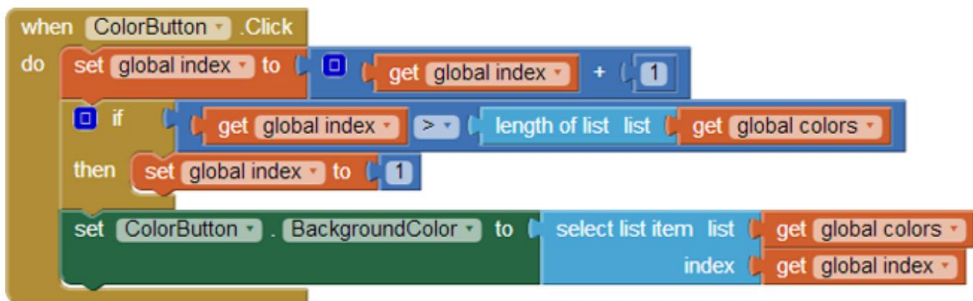 when ColorButton .Click
do set global index to get global index + 1
if get global index > length of list list get global colors
then set global index to 1
set ColorButton . BackgroundColor to select list item list get global colors
index get global index